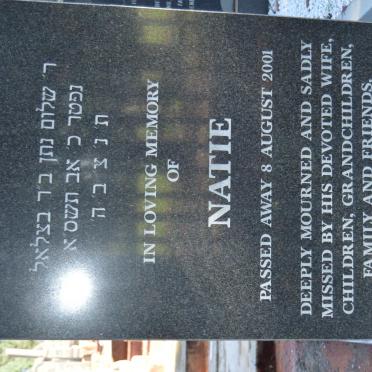 ר' שלום נתן ב"ר בצלאל
נפטר כ אב תשס"א
ת נ צ ב ה
IN LOVING MEMORY
OF
NATIE
PASSED AWAY 8 AUGUST 2001
DEEPLY MOURNED AND SADLY
MISSED BY HIS DEVOTED WIFE,
CHILDREN, GRANDCHILDREN,
FAMILY AND FRIENDS.